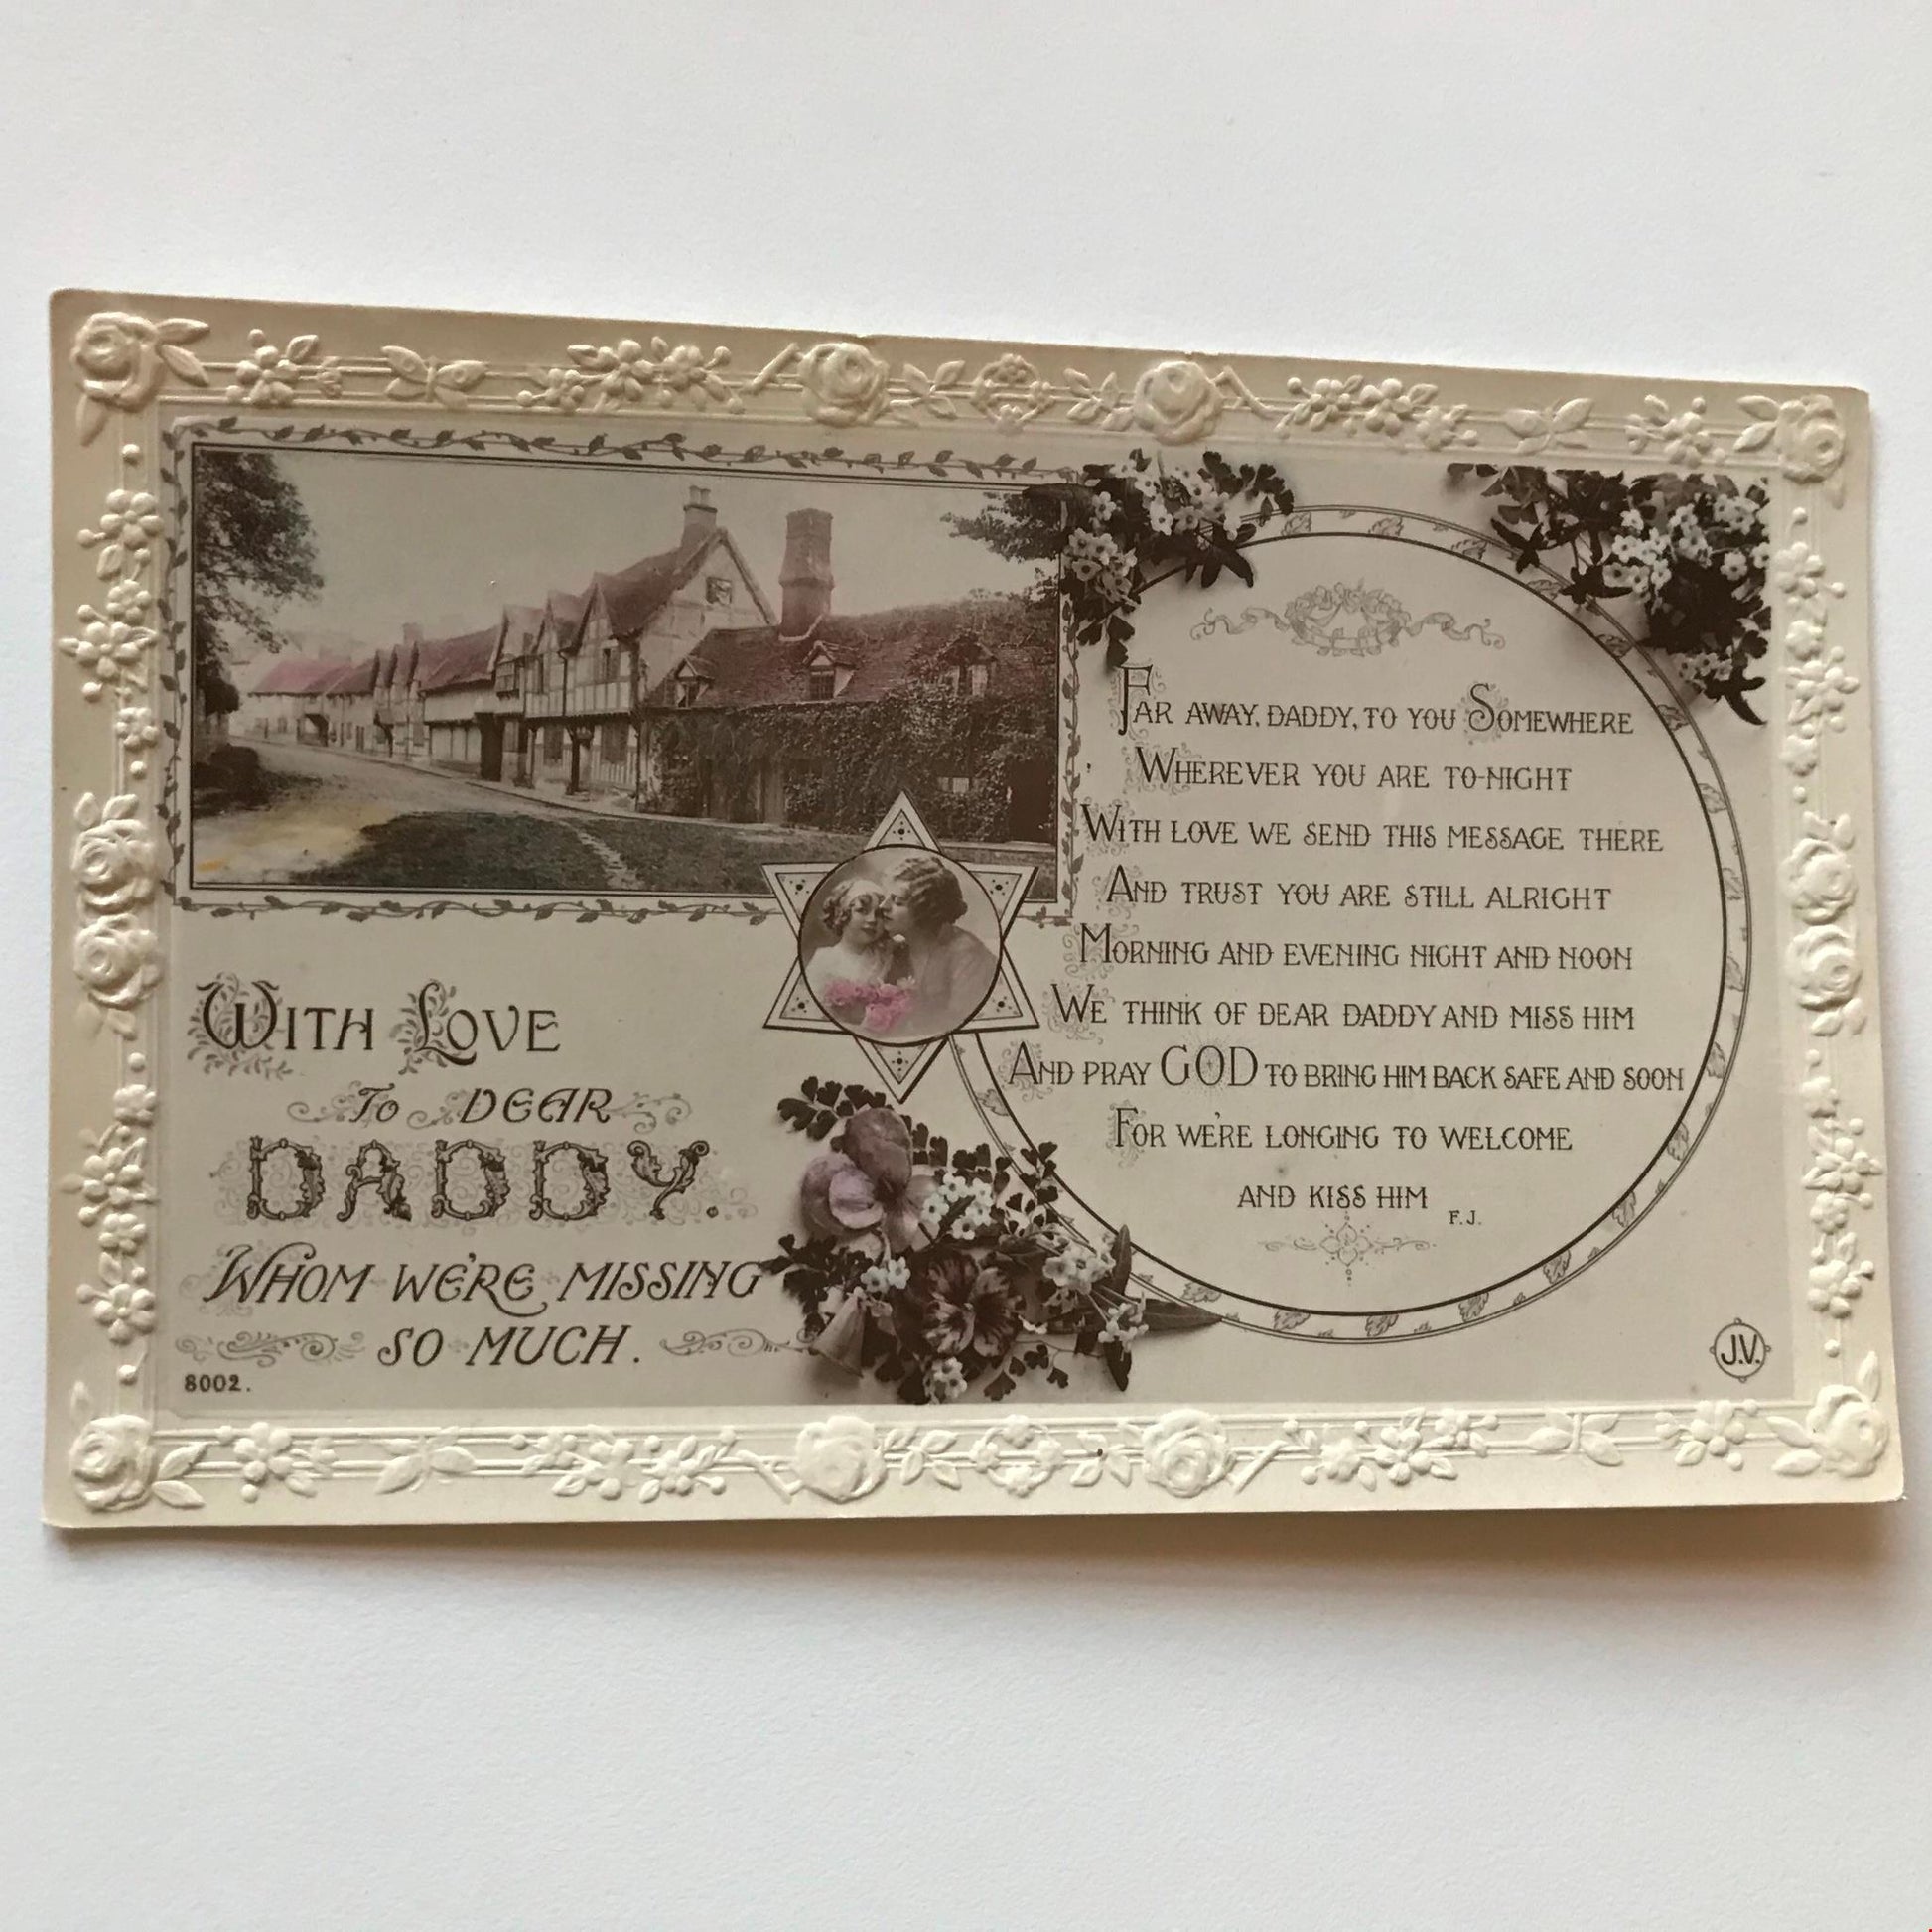 WITH LOVE
TO DEAR
DADDY.
WHOM WE'RE MISSING
SO MUCH.
8002.
FAR AWAY, DADDY, TO YOU SOMEWHERE
WHEREVER YOU ARE TO-NIGHT
WITH LOVE WE SEND THIS MESSAGE THERE
AND TRUST YOU ARE STILL ALRIGHT
MORNING AND EVENING NIGHT AND NOON
WE THINK OF DEAR DADDY AND MISS HIM
AND PRAY GOD TO BRING HIM BACK SAFE AND SOON
FOR WE'RE LONGING TO WELCOME
AND KISS HIM
F.J.
J.V.